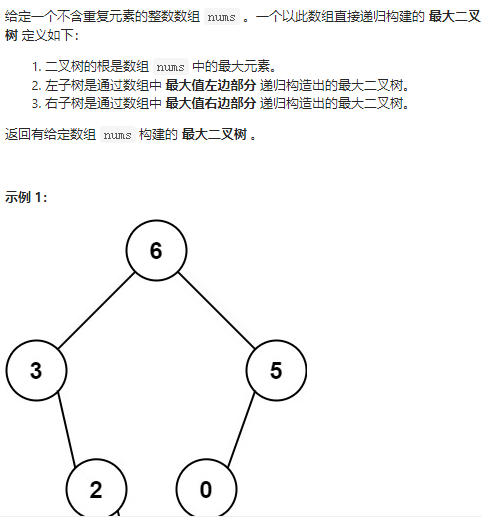 给定一个不含重复元素的整数数组 nums 。一个以此数组直接递归构建的 最大二叉
树 定义如下：
1. 二叉树的根是数组 nums 中的最大元素。
2. 左子树是通过数组中 最大值左边部分 递归构造出的最大二叉树。
3. 右子树是通过数组中 最大值右边部分 递归构造出的最大二叉树。
返回有给定数组 nums 构建的 最大二叉树 。
示例 1：
6
3 5
2 0